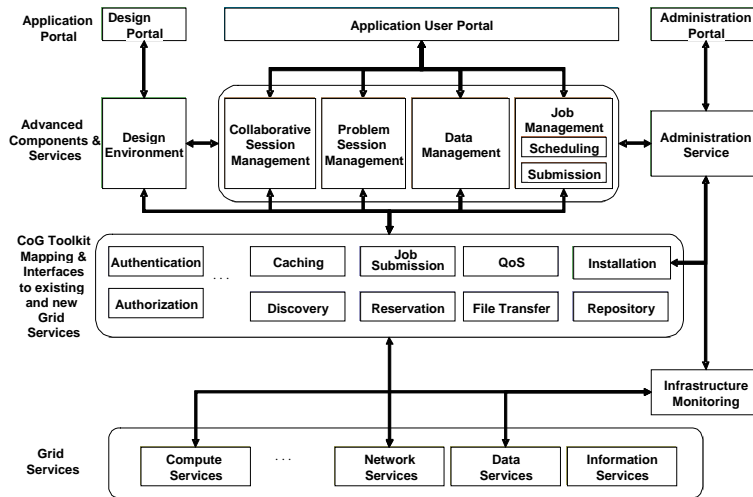 Application
Portal
Design
Portal
Application User Portal
Administration
Portal
Advanced
Components &
Services
Design
Environment
Collaborative
Session
Management
Problem
Session
Management
Data
Management
Job
Management
Scheduling
Submission
Administration
Service
CoG Toolkit
Mapping &
Interfaces
to existing
and new
Grid
Services
Authentication
. . .
Caching
Job
Submission
QoS
Installation
Authorization
Discovery
Reservation
File Transfer
Repository
Infrastructure
Monitoring
Grid
Services
Compute
Services
. . .
Network
Services
Data
Services
Information
Services